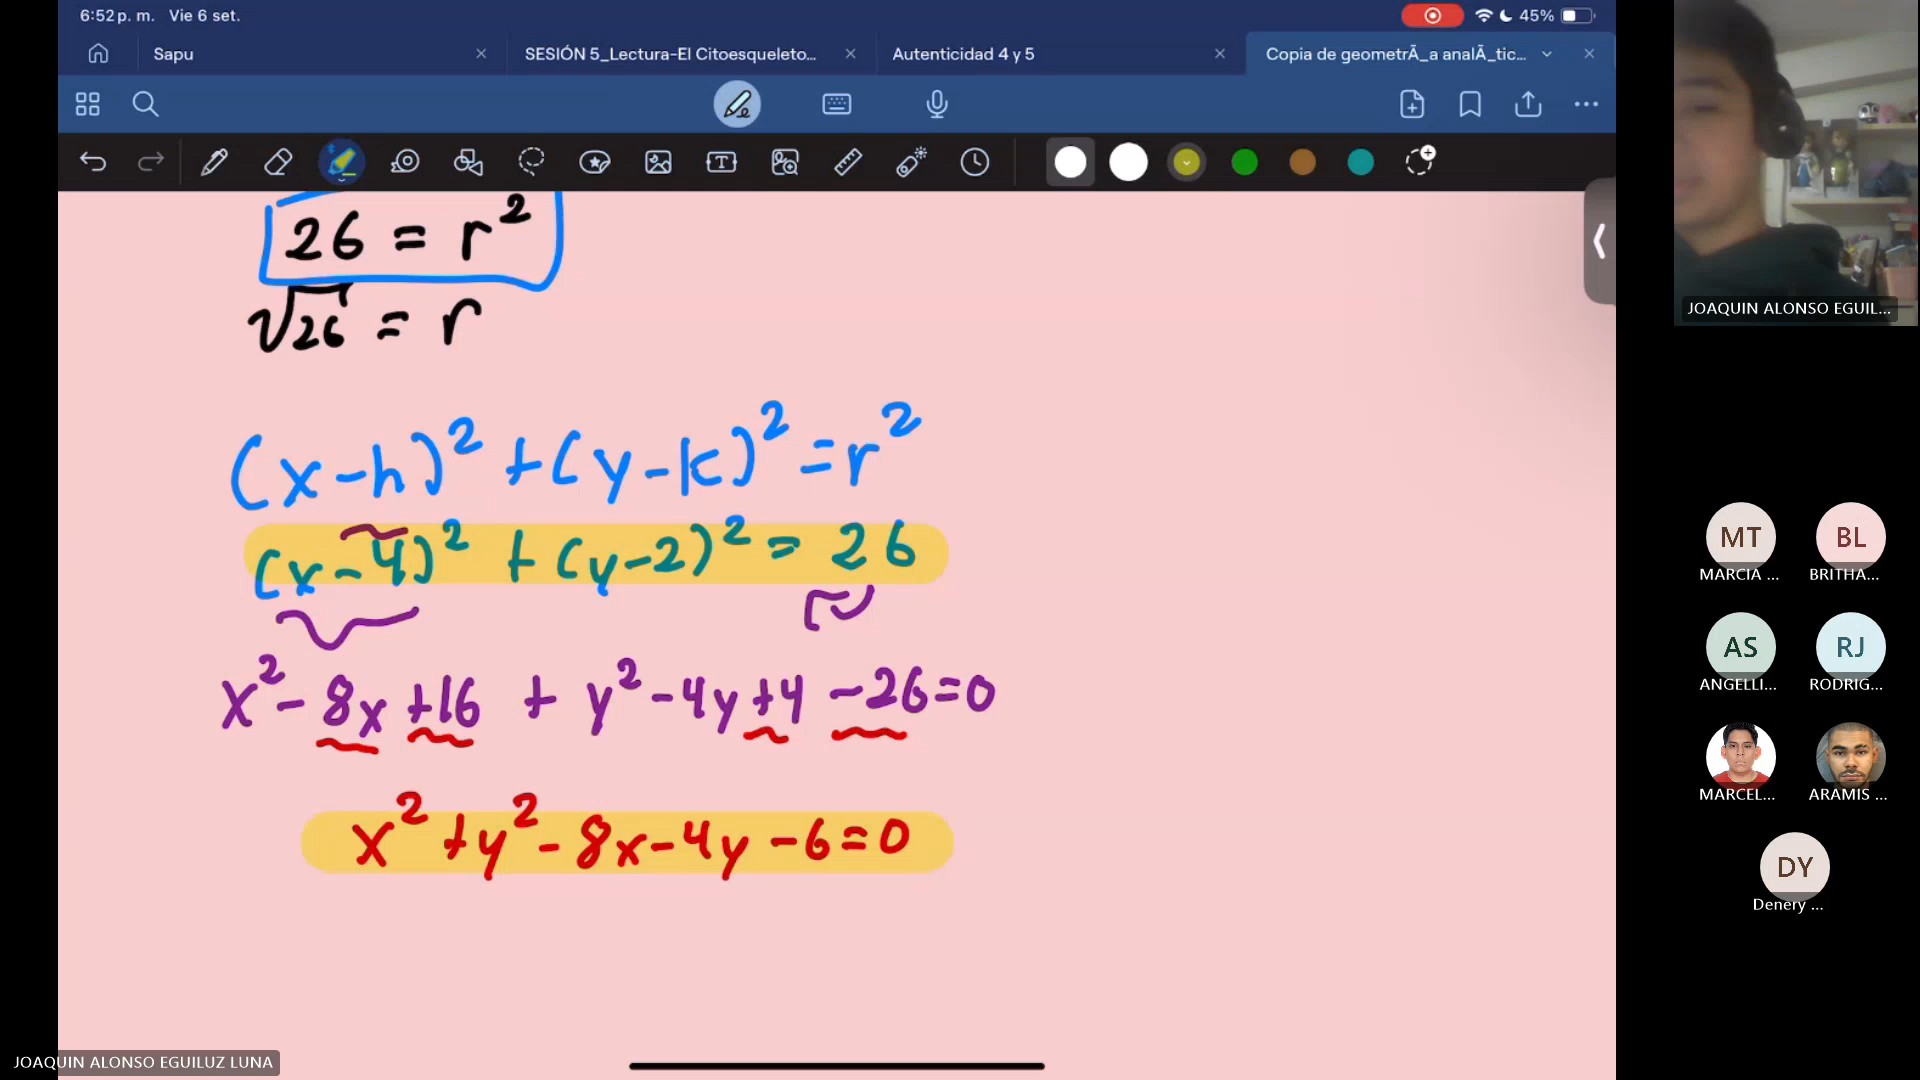 6:52 p. m. Vie 6 set.
45%
Sapu
SESIÓN 5_Lectura-El Citoesqueleto...
Autenticidad 4 y 5
Copia de geometrÃ_a analÃ_tic...
26 = r²
√26 = r
(x-h)² + (y-k)² = r²
(x-4)² + (y-2)² = 26
x² - 8x + 16 + y² - 4y + 4 - 26 = 0
x² + y² - 8x - 4y - 6 = 0
JOAQUIN ALONSO EGUIL...
MT
BL
MARCIA ...
BRITHA...
AS
RJ
ANGELLI...
RODRIG...
MARCEL...
ARAMIS ...
DY
Denery ...
JOAQUIN ALONSO EGUILUZ LUNA